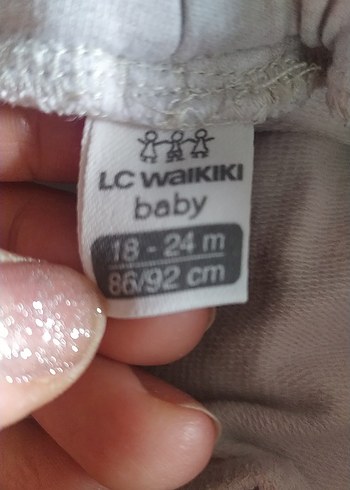 LC WAIKIKI
baby
18 - 24 m
86/92 cm